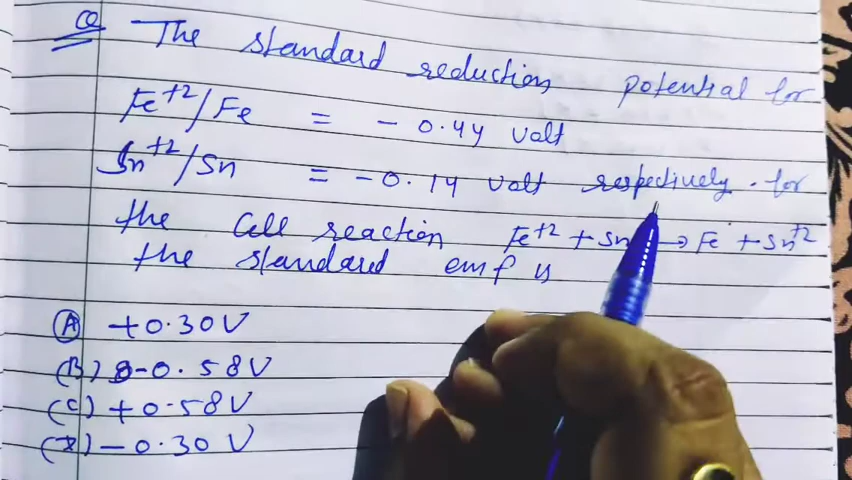 Q The standard reduction potential for
Fe+2/Fe = - 0.44 volt
Sn+2/Sn = -0.14 volt respectively. for
the Cell reaction Fe+2 + Sn → Fe + Sn+2
the standard emf is
(A) +0.30V
(B) -0.58V
(C) +0.58V
(D) -0.30V